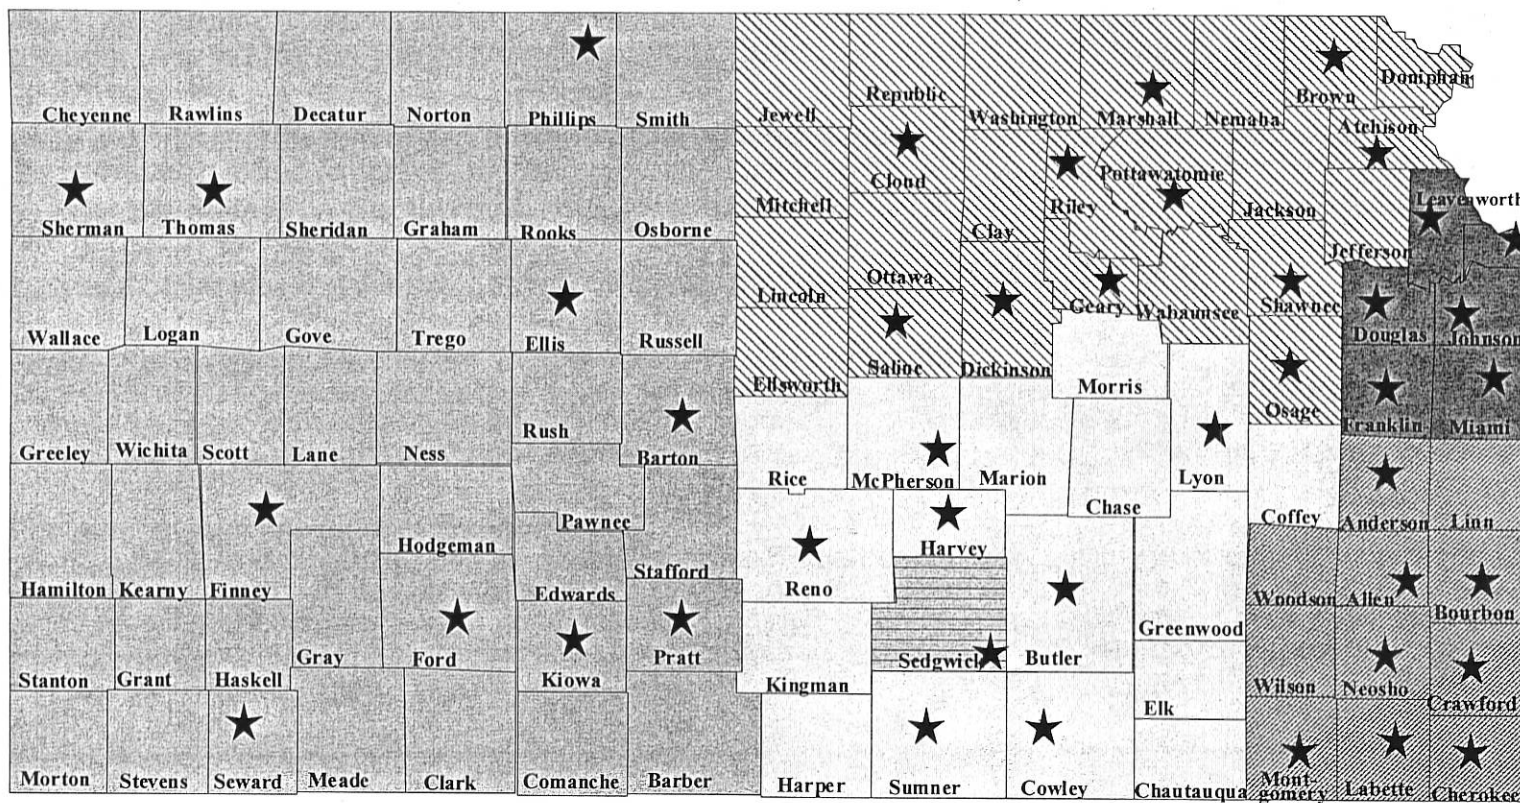 Cheyenne Rawlins Decatur Norton Phillips Smith Jewell Republic Washington Marshall Nemaha Brown Doniphan
Atchison
Sherman Thomas Sheridan Graham Rooks Osborne Mitchell Cloud Clay Riley Pottawatomie Jackson Jefferson Leavenworth
Wallace Logan Gove Trego Ellis Russell Lincoln Ottawa Geary Wabaunsee Shawnee Douglas Johnson
Ellsworth Saline Dickinson Morris Osage Franklin Miami
Greeley Wichita Scott Lane Ness Rush Barton Rice McPherson Marion Chase Lyon Coffey Anderson Linn
Pawnee
Hodgeman Harvey
Hamilton Kearny Finney Edwards Stafford Reno Woodson Allen Bourbon
Stanton Grant Haskell Gray Ford Kiowa Pratt Kingman Sedgwick Butler Greenwood Wilson Neosho Crawford
Elk
Morton Stevens Seward Meade Clark Comanche Barber Harper Sumner Cowley Chautauqua Mont-
gomery Labette Cherokee